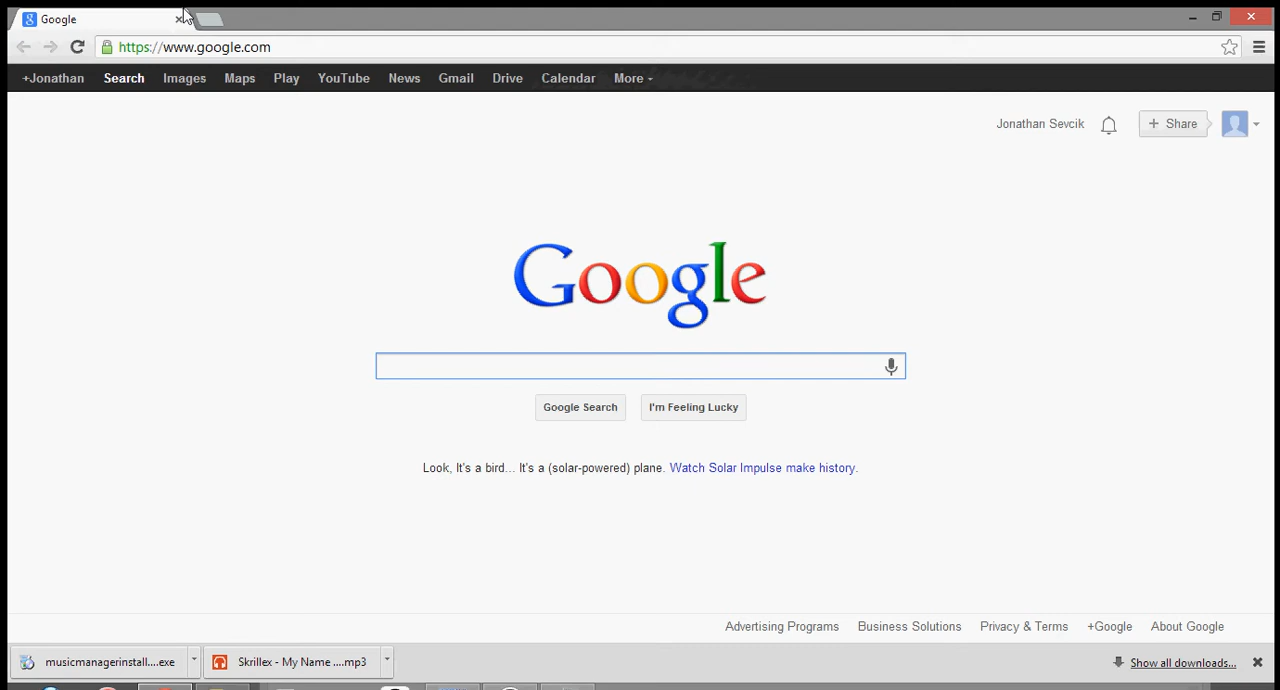 Google
https://www.google.com
+Jonathan Search Images Maps Play YouTube News Gmail Drive Calendar More
Jonathan Sevcik + Share
Google
Google Search I'm Feeling Lucky
Look, It's a bird... It's a (solar-powered) plane. Watch Solar Impulse make history.
Advertising Programs Business Solutions Privacy & Terms +Google About Google
musicmanagerinstall....exe Skrillex - My Name ....mp3 Show all downloads...